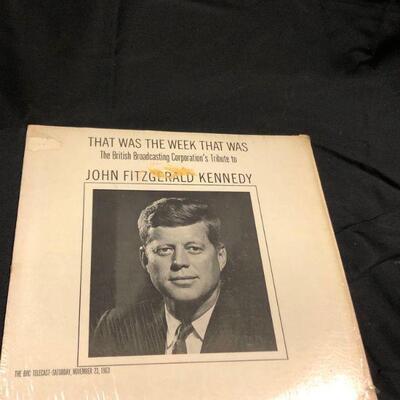 THAT WAS THE WEEK THAT WAS
The British Broadcasting Corporation's Tribute to
JOHN FITZGERALD KENNEDY
THE BBC TELECAST-SATURDAY, NOVEMBER 23, 1963